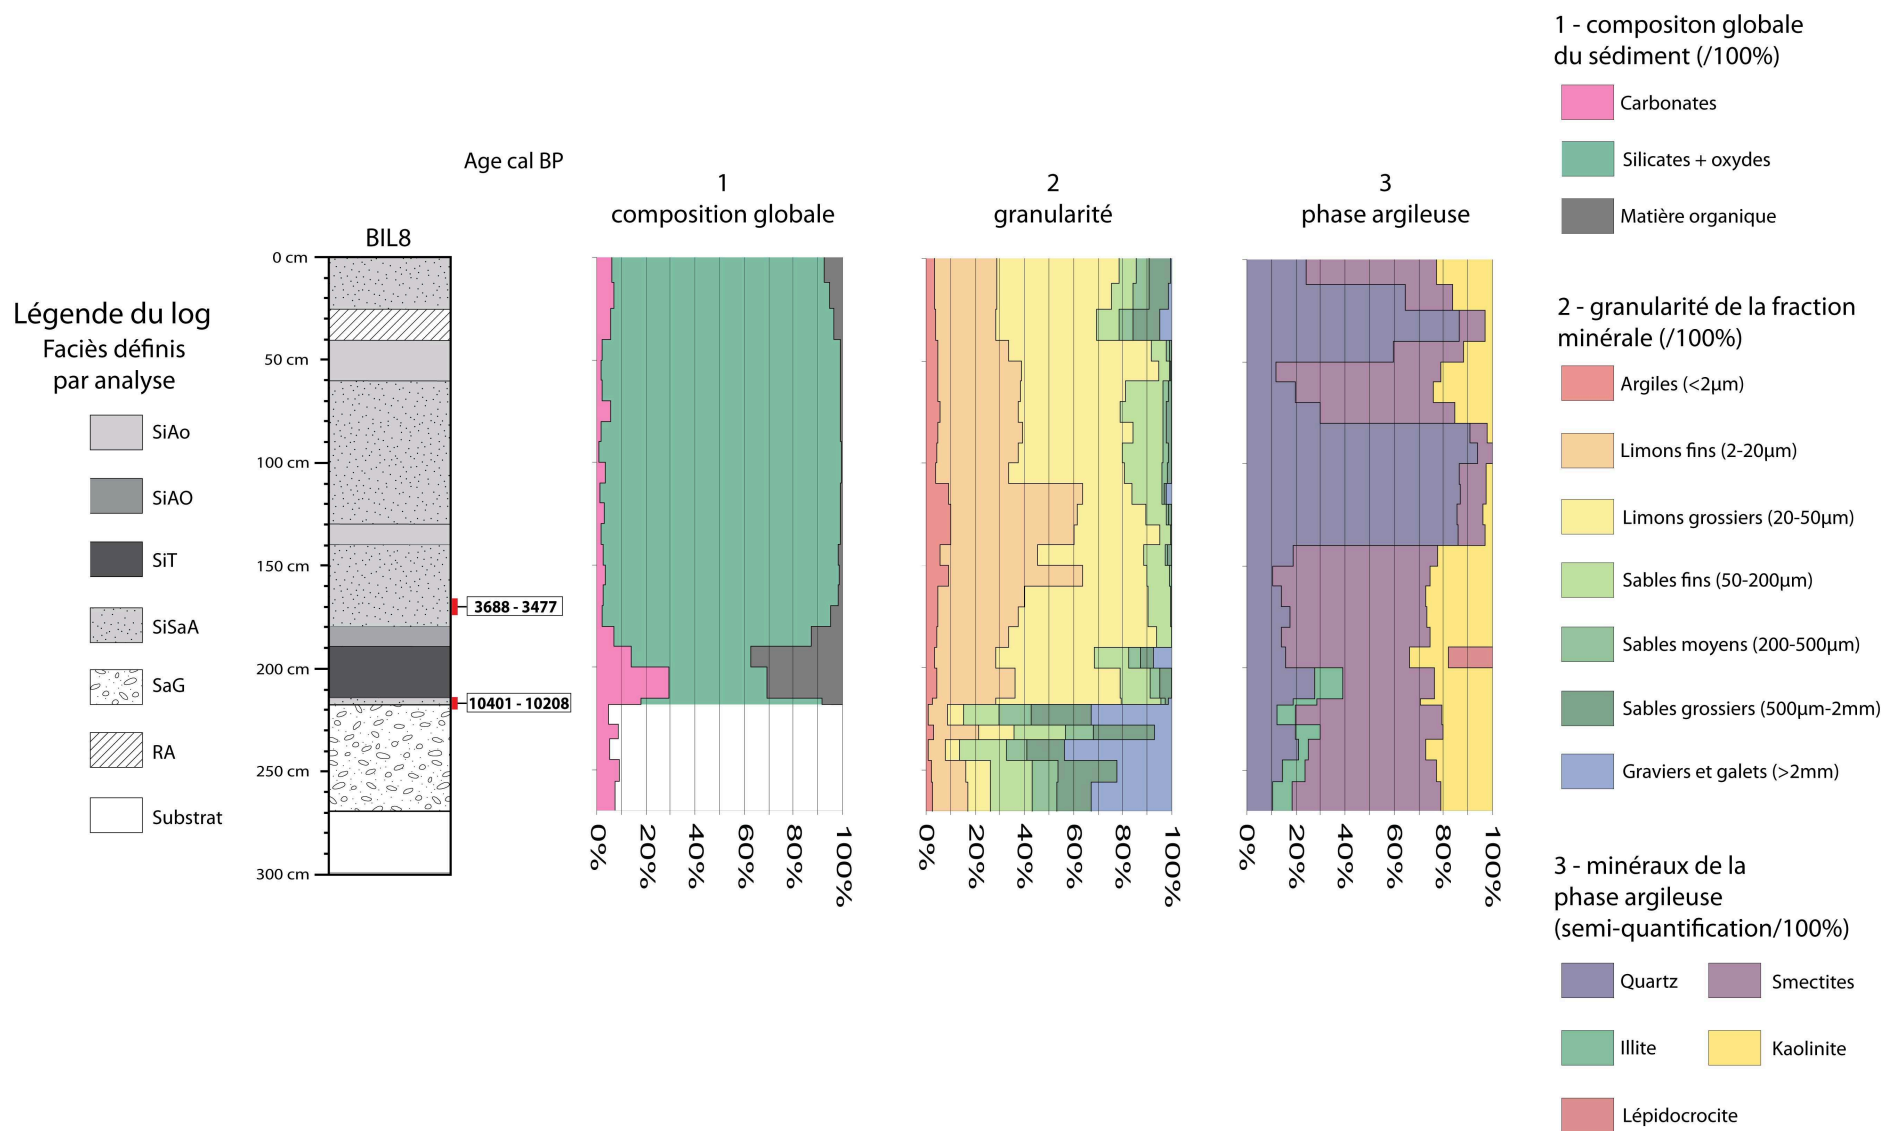 Légende du log
Faciès définis
par analyse
SiAo
SiAO
SiT
SiSaA
SaG
RA
Substrat
BIL8
0 cm
50 cm
100 cm
150 cm
200 cm
250 cm
300 cm
Age cal BP
3688 - 3477
10401 - 10208
1
composition globale
0%
20%
40%
60%
80%
100%
2
granularité
0%
20%
40%
60%
80%
100%
3
phase argileuse
0%
20%
40%
60%
80%
100%
1 - compositon globale
du sédiment (/100%)
Carbonates
Silicates + oxydes
Matière organique
2 - granularité de la fraction
minérale (/100%)
Argiles (<2µm)
Limons fins (2-20µm)
Limons grossiers (20-50µm)
Sables fins (50-200µm)
Sables moyens (200-500µm)
Sables grossiers (500µm-2mm)
Graviers et galets (>2mm)
3 - minéraux de la
phase argileuse
(semi-quantification/100%)
Quartz
Smectites
Illite
Kaolinite
Lépidocrocite